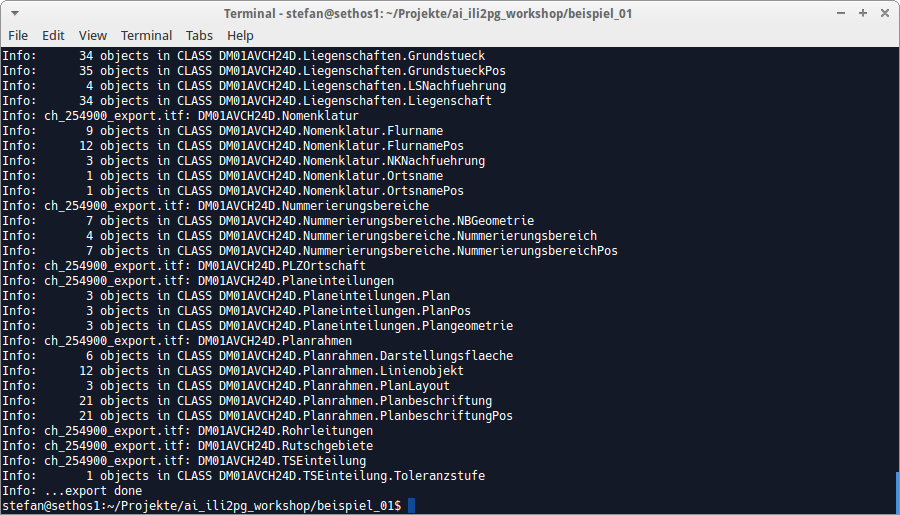 Terminal - stefan@sethos1: ~/Projekte/ai_ili2pg_workshop/beispiel_01
File Edit View Terminal Tabs Help
Info:      34 objects in CLASS DM01AVCH24D.Liegenschaften.Grundstueck
Info:      35 objects in CLASS DM01AVCH24D.Liegenschaften.GrundstueckPos
Info:       4 objects in CLASS DM01AVCH24D.Liegenschaften.LSNachfuehrung
Info:      34 objects in CLASS DM01AVCH24D.Liegenschaften.Liegenschaft
Info: ch_254900_export.itf: DM01AVCH24D.Nomenklatur
Info:       9 objects in CLASS DM01AVCH24D.Nomenklatur.Flurname
Info:      12 objects in CLASS DM01AVCH24D.Nomenklatur.FlurnamePos
Info:       3 objects in CLASS DM01AVCH24D.Nomenklatur.NKNachfuehrung
Info:       1 objects in CLASS DM01AVCH24D.Nomenklatur.Ortsname
Info:       1 objects in CLASS DM01AVCH24D.Nomenklatur.OrtsnamePos
Info: ch_254900_export.itf: DM01AVCH24D.Nummerierungsbereiche
Info:       7 objects in CLASS DM01AVCH24D.Nummerierungsbereiche.NBGeometrie
Info:       4 objects in CLASS DM01AVCH24D.Nummerierungsbereiche.Nummerierungsbereich
Info:       7 objects in CLASS DM01AVCH24D.Nummerierungsbereiche.NummerierungsbereichPos
Info: ch_254900_export.itf: DM01AVCH24D.PLZOrtschaft
Info: ch_254900_export.itf: DM01AVCH24D.Planeinteilungen
Info:       3 objects in CLASS DM01AVCH24D.Planeinteilungen.Plan
Info:       3 objects in CLASS DM01AVCH24D.Planeinteilungen.PlanPos
Info:       3 objects in CLASS DM01AVCH24D.Planeinteilungen.Plangeometrie
Info: ch_254900_export.itf: DM01AVCH24D.Planrahmen
Info:       6 objects in CLASS DM01AVCH24D.Planrahmen.Darstellungsflaeche
Info:      12 objects in CLASS DM01AVCH24D.Planrahmen.Linienobjekt
Info:       3 objects in CLASS DM01AVCH24D.Planrahmen.PlanLayout
Info:      21 objects in CLASS DM01AVCH24D.Planrahmen.Planbeschriftung
Info:      21 objects in CLASS DM01AVCH24D.Planrahmen.PlanbeschriftungPos
Info: ch_254900_export.itf: DM01AVCH24D.Rohrleitungen
Info: ch_254900_export.itf: DM01AVCH24D.Rutschgebiete
Info: ch_254900_export.itf: DM01AVCH24D.TSEinteilung
Info:       1 objects in CLASS DM01AVCH24D.TSEinteilung.Toleranzstufe
Info: ...export done
stefan@sethos1:~/Projekte/ai_ili2pg_workshop/beispiel_01$